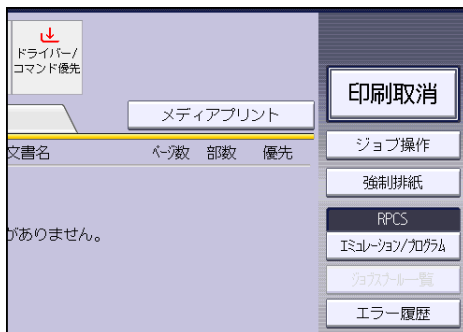 ドライバー/
コマンド優先
印刷取消
メディアプリント
ジョブ操作
文書名 ページ数 部数 優先
強制排紙
RPCS
がありません。
エミュレーション/プログラム
ジョブスプール一覧
エラー履歴